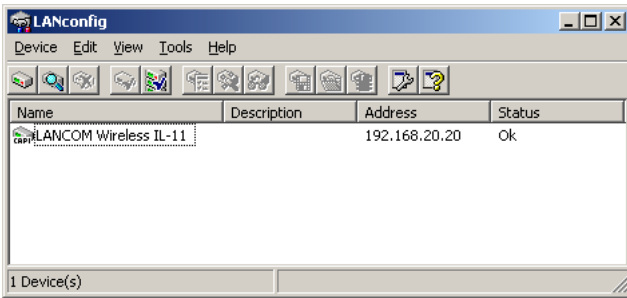 LANconfig
Device Edit View Tools Help
Name Description Address Status
CAPI LANCOM Wireless IL-11 192.168.20.20 Ok
1 Device(s)